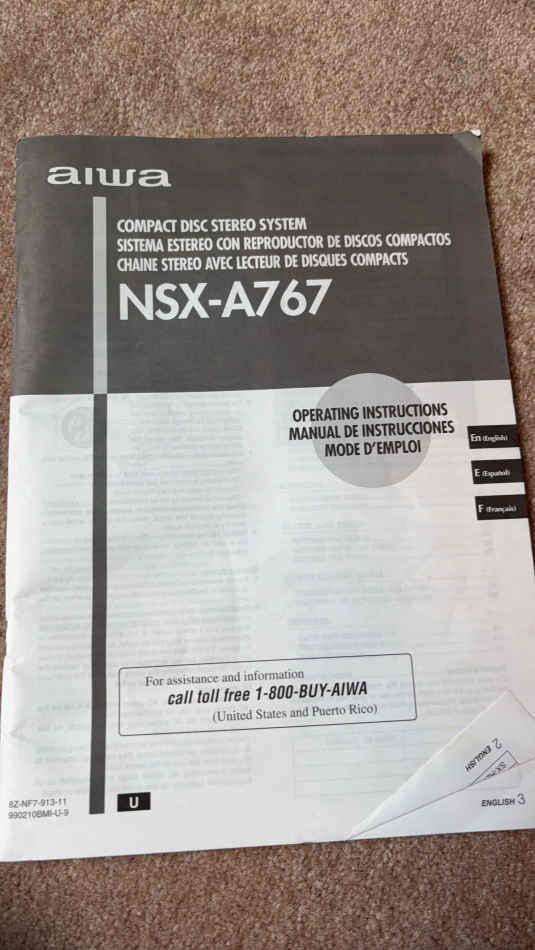 aiwa
COMPACT DISC STEREO SYSTEM
SISTEMA ESTEREO CON REPRODUCTOR DE DISCOS COMPACTOS
CHAINE STEREO AVEC LECTEUR DE DISQUES COMPACTS
NSX-A767
OPERATING INSTRUCTIONS
MANUAL DE INSTRUCCIONES
MODE D'EMPLOI
En (English)
E (Español)
F (Français)
For assistance and information
call toll free 1-800-BUY-AIWA
(United States and Puerto Rico)
2 ENGLISH
8Z-NF7-913-11
990210BMI-U-9
U
ENGLISH 3